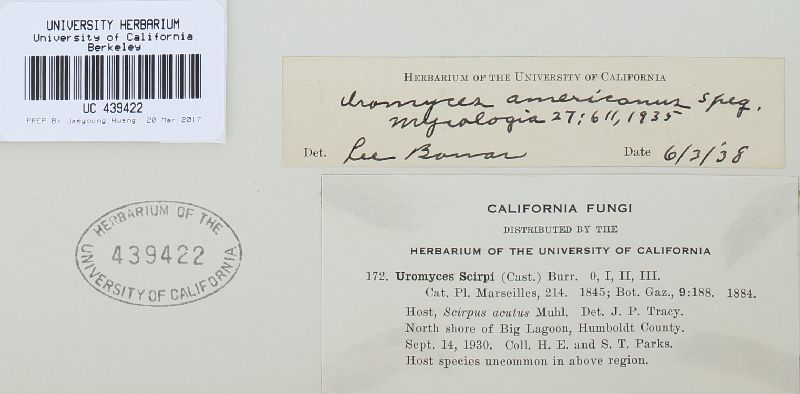 UNIVERSITY HERBARIUM
University of California
Berkeley
UC 439422
PREP BY Jaeyoung Huang, 20 Mar 2017
HERBARIUM OF THE UNIVERSITY OF CALIFORNIA
Uromyces americanus Speg.
Mycologia 27:611, 1935
Det. Lee Bonar Date 6/3/38
HERBARIUM OF THE
439422
UNIVERSITY OF CALIFORNIA
CALIFORNIA FUNGI
DISTRIBUTED BY THE
HERBARIUM OF THE UNIVERSITY OF CALIFORNIA
172. Uromyces Scirpi (Cast.) Burr. 0, I, II, III.
Cat. Pl. Marseilles, 214. 1845; Bot. Gaz., 9:188. 1884.
Host, Scirpus acutus Muhl. Det. J. P. Tracy.
North shore of Big Lagoon, Humboldt County.
Sept. 14, 1930. Coll. H. E. and S. T. Parks.
Host species uncommon in above region.